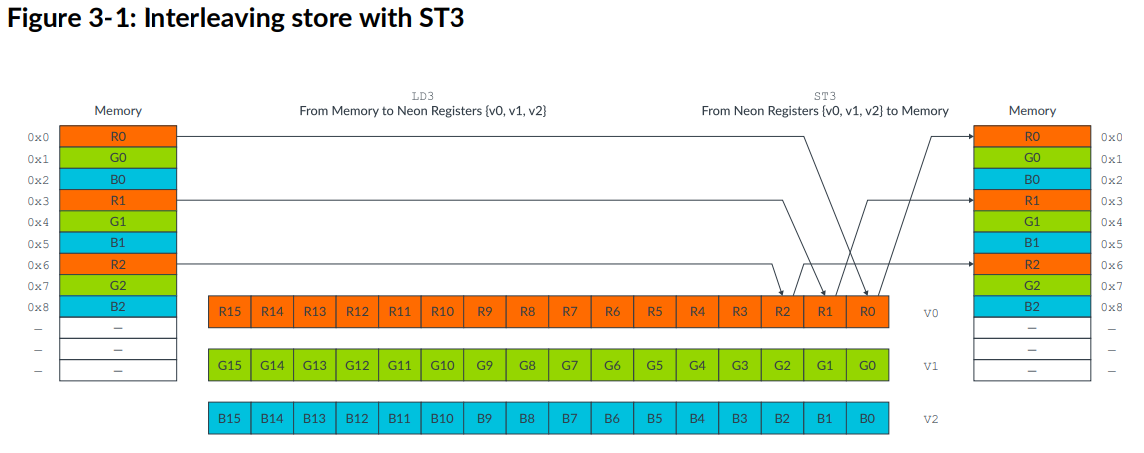 Figure 3-1: Interleaving store with ST3
LD3
ST3
Memory
From Memory to Neon Registers {v0, v1, v2}
From Neon Registers {v0, v1, v2} to Memory
Memory
0x0 R0 R0 0x0
0x1 G0 G0 0x1
0x2 B0 B0 0x2
0x3 R1 R1 0x3
0x4 G1 G1 0x4
0x5 B1 B1 0x5
0x6 R2 R2 0x6
0x7 G2 G2 0x7
0x8 B2 B2 0x8
– – – –
– – – –
– – – –
R15 R14 R13 R12 R11 R10 R9 R8 R7 R6 R5 R4 R3 R2 R1 R0 V0
G15 G14 G13 G12 G11 G10 G9 G8 G7 G6 G5 G4 G3 G2 G1 G0 V1
B15 B14 B13 B12 B11 B10 B9 B8 B7 B6 B5 B4 B3 B2 B1 B0 V2